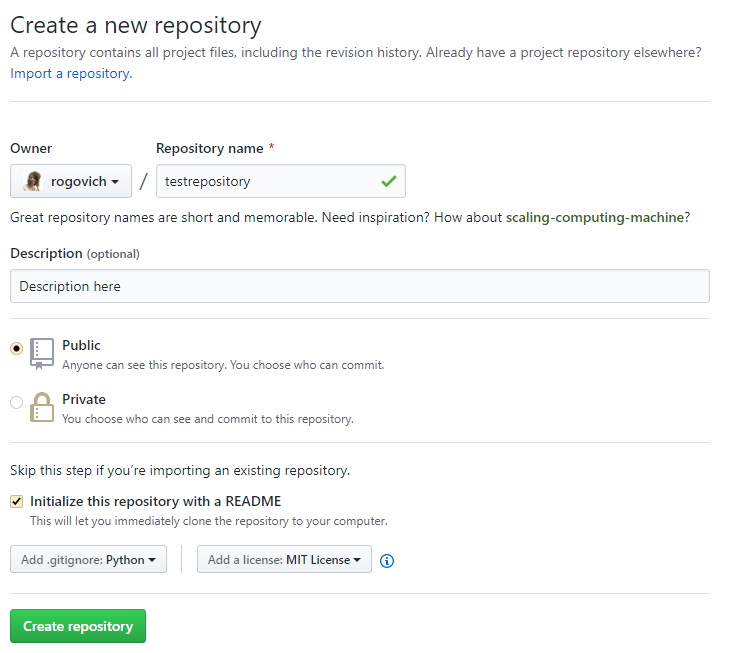 Create a new repository
A repository contains all project files, including the revision history. Already have a project repository elsewhere?
Import a repository.
Owner
Repository name *
rogovich
/
testrepository
Great repository names are short and memorable. Need inspiration? How about scaling-computing-machine?
Description (optional)
Description here
Public
Anyone can see this repository. You choose who can commit.
Private
You choose who can see and commit to this repository.
Skip this step if you’re importing an existing repository.
Initialize this repository with a README
This will let you immediately clone the repository to your computer.
Add .gitignore: Python
Add a license: MIT License
Create repository